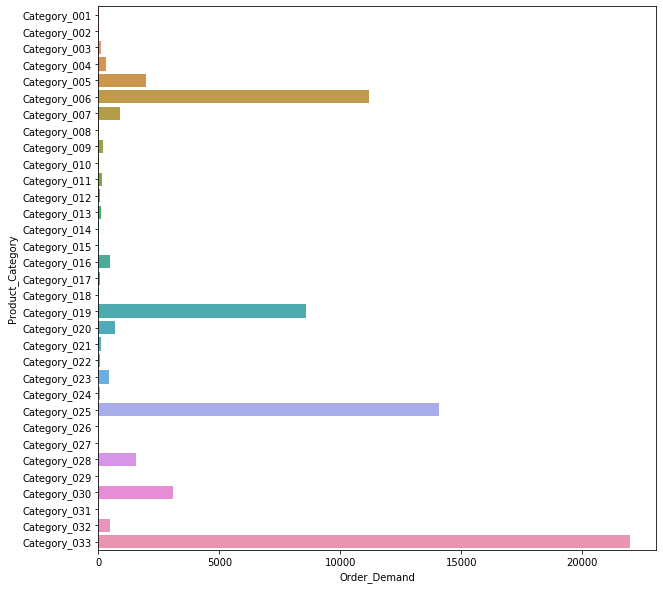 Category_001
Category_002
Category_003
Category_004
Category_005
Category_006
Category_007
Category_008
Category_009
Category_010
Category_011
Category_012
Category_013
Category_014
Category_015
Category_016
Category_017
Category_018
Category_019
Category_020
Category_021
Category_022
Category_023
Category_024
Category_025
Category_026
Category_027
Category_028
Category_029
Category_030
Category_031
Category_032
Category_033
Product_Category
0 5000 10000 15000 20000
Order_Demand